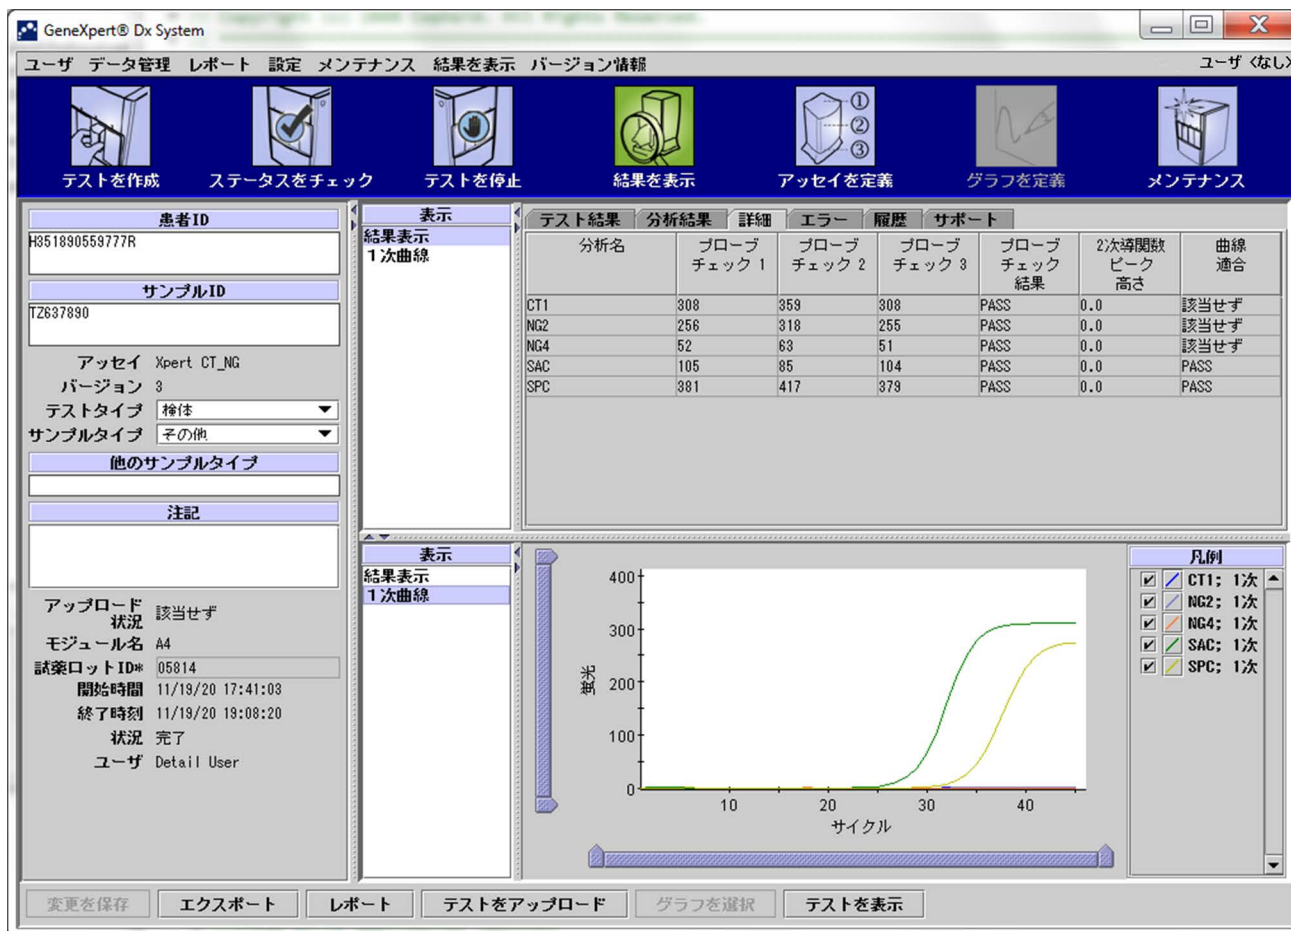 GeneXpert® Dx System
ユーザ データ管理 レポート 設定 メンテナンス 結果を表示 バージョン情報
ユーザ〈なし〉
テストを作成 ステータスをチェック テストを停止 結果を表示 アッセイを定義 グラフを定義 メンテナンス
① ② ③
患者ID
H351890559777R
サンプルID
TZ637890
アッセイ Xpert CT_NG
バージョン 3
テストタイプ 検体
サンプルタイプ その他
他のサンプルタイプ
注記
アップロード
状況 該当せず
モジュール名 A4
試薬ロットID* 05814
開始時間 11/19/20 17:41:03
終了時刻 11/19/20 19:08:20
状況 完了
ユーザ Detail User
表示
結果表示
1次曲線
テスト結果 分析結果 詳細 エラー 履歴 サポート
分析名 プローブ チェック 1 プローブ チェック 2 プローブ チェック 3 プローブ チェック 結果 2次導関数 ピーク 高さ 曲線 適合
CT1 308 359 308 PASS 0.0 該当せず
NG2 256 318 255 PASS 0.0 該当せず
NG4 52 63 51 PASS 0.0 該当せず
SAC 105 85 104 PASS 0.0 PASS
SPC 381 417 379 PASS 0.0 PASS
表示
結果表示
1次曲線
蛍光
400
300
200
100
0
10 20 30 40
サイクル
凡例
CT1; 1次
NG2; 1次
NG4; 1次
SAC; 1次
SPC; 1次
変更を保存 エクスポート レポート テストをアップロード グラフを選択 テストを表示